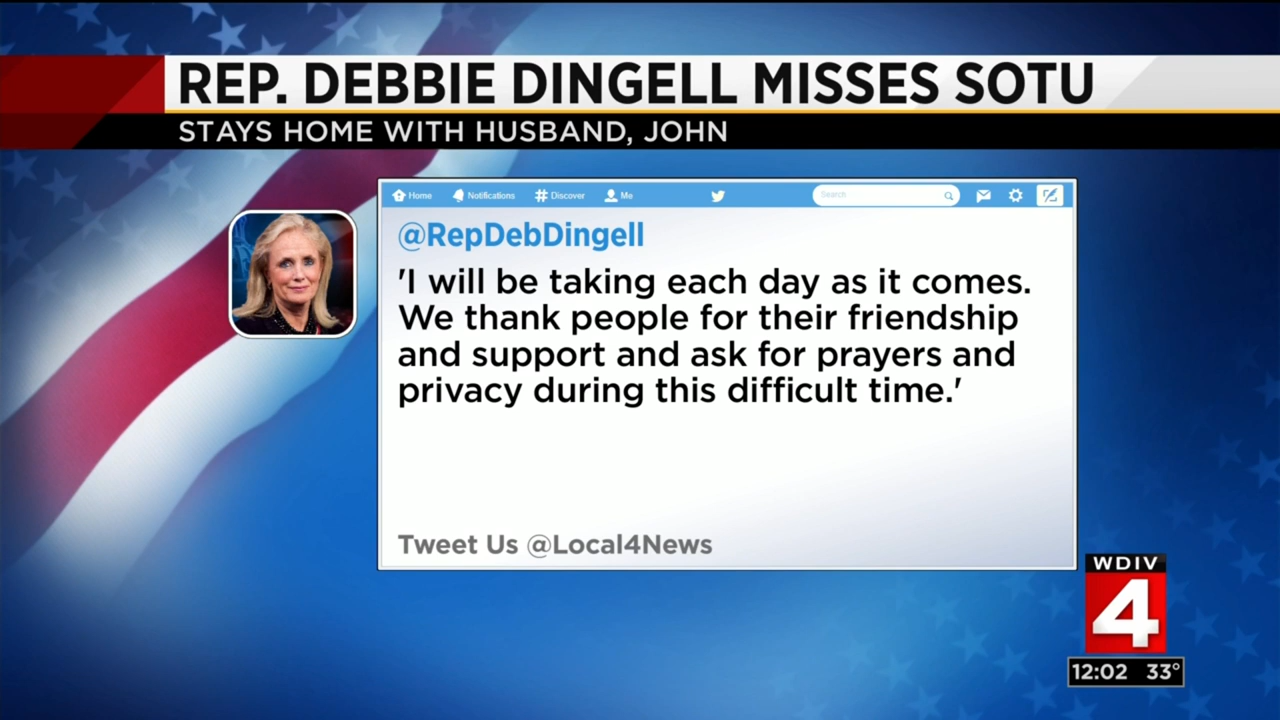 REP. DEBBIE DINGELL MISSES SOTU
STAYS HOME WITH HUSBAND, JOHN
Home Notifications Discover Me Search
@RepDebDingell
'I will be taking each day as it comes.
We thank people for their friendship
and support and ask for prayers and
privacy during this difficult time.'
Tweet Us @Local4News
WDIV
4
12:02 33°